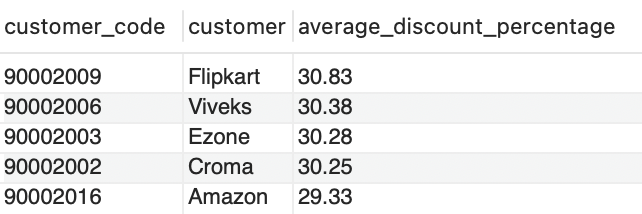 customer_code customer average_discount_percentage
90002009 Flipkart 30.83
90002006 Viveks 30.38
90002003 Ezone 30.28
90002002 Croma 30.25
90002016 Amazon 29.33